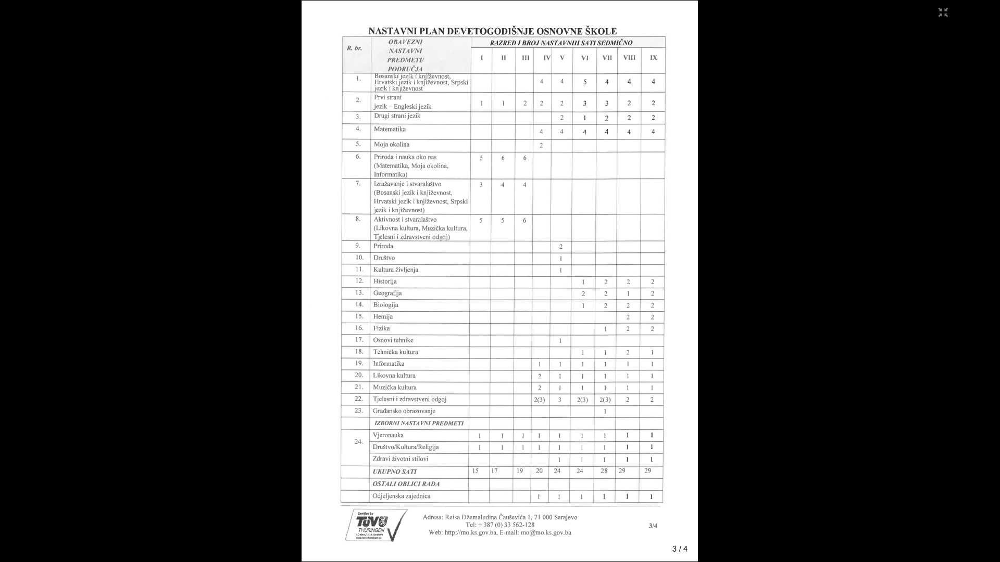 NASTAVNI PLAN DEVETOGODIŠNJE OSNOVNE ŠKOLE
R. br.
OBAVEZNI
NASTAVNI
PREDMETI/
PODRUČJA
RAZRED I BROJ NASTAVNIH SATI SEDMIČNO
I II III IV V VI VII VIII IX
1. Bosanski jezik i književnost,
Hrvatski jezik i književnost, Srpski
jezik i književnost
4 4 5 4 4 4
2. Prvi strani
jezik – Engleski jezik
1 1 2 2 2 3 3 2 2
3. Drugi strani jezik 2 1 2 2 2
4. Matematika 4 4 4 4 4 4
5. Moja okolina 2
6. Priroda i nauka oko nas 5 6 6
(Matematika, Moja okolina,
Informatika)
7. Izražavanje i stvaralaštvo 3 4 4
(Bosanski jezik i književnost,
Hrvatski jezik i književnost, Srpski
jezik i književnost)
8. Aktivnost i stvaralaštvo 5 5 6
(Likovna kultura, Muzička kultura,
Tjelesni i zdravstveni odgoj)
9. Priroda 2
10. Društvo 1
11. Kultura življenja 1
12. Historija 1 2 2 2
13. Geografija 2 2 1 2
14. Biologija 1 2 2 2
15. Hemija 2 2
16. Fizika 1 2 2
17. Osnovi tehnike 1
18. Tehnička kultura 1 1 2 1
19. Informatika 1 1 1 1 1 1
20. Likovna kultura 2 1 1 1 1 1
21. Muzička kultura 2 1 1 1 1 1
22. Tjelesni i zdravstveni odgoj 2(3) 3 2(3) 2(3) 2 2
23. Građansko obrazovanje 1
IZBORNI NASTAVNI PREDMETI
24. Vjeronauka 1 1 1 1 1 1 1 1 1
Društvo/Kultura/Religija 1 1 1 1 1 1 1 1 1
Zdravi životni stilovi 1 1 1 1 1
UKUPNO SATI 15 17 19 20 24 24 28 29 29
OSTALI OBLICI RADA
Odjeljenska zajednica 1 1 1 1 1 1
Certified by
TÜV
THÜRINGEN
Adresa: Reisa Džemaludina Čauševića 1, 71 000 Sarajevo
Tel: + 387 (0) 33 562-128
Web: http://mo.ks.gov.ba, E-mail: mo@mo.ks.gov.ba
3/4
3 / 4